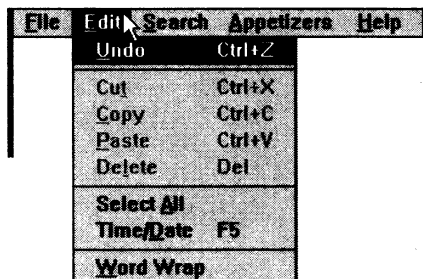 File Edit Search Appetizers Help
Undo Ctrl+Z
Cut Ctrl+X
Copy Ctrl+C
Paste Ctrl+V
Delete Del
Select All
Time/Date F5
Word Wrap